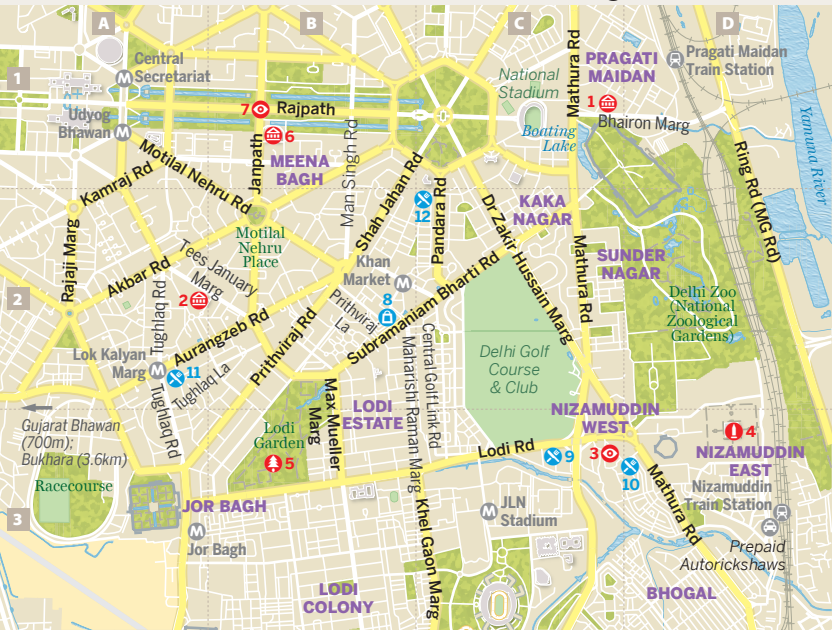 A
B
C
D
1
2
3
Central
Secretariat
Udyog
Bhawan
7
Rajpath
6
Janpath
MEENA
BAGH
Motilal Nehru Rd
Kamraj Rd
Man Singh Rd
Shah Jahan Rd
National
Stadium
Mathura Rd
PRAGATI
MAIDAN
1
Pragati Maidan
Train Station
Bhairon Marg
Boating
Lake
Yamuna River
Ring Rd (MG Rd)
12
Pandara Rd
Dr Zakir Hussain Marg
KAKA
NAGAR
Mathura Rd
SUNDER
NAGAR
Delhi Zoo
(National
Zoological
Gardens)
Rajaji Marg
Akbar Rd
Motilal
Nehru
Place
Tees January
Marg
2
Khan
Market
8
Prithviraj
La
Subramaniam Bharti Rd
Tughlaq Rd
Aurangzeb Rd
Prithviraj Rd
Lok Kalyan
Marg
11
Tughlaq La
Tughlaq Rd
Central Golf Link Rd
Maharishi Raman Marg
Delhi Golf
Course
& Club
Max Mueller
Marg
LODI
ESTATE
Gujarat Bhawan
(700m);
Bukhara (3.6km)
Lodi
Garden
5
Lodi Rd
NIZAMUDDIN
WEST
9
3
10
4
NIZAMUDDIN
EAST
Nizamuddin
Train Station
Mathura Rd
Prepaid
Autorickshaws
Racecourse
JOR BAGH
Jor Bagh
JLN
Stadium
Khel Gaon Marg
LODI
COLONY
BHOGAL